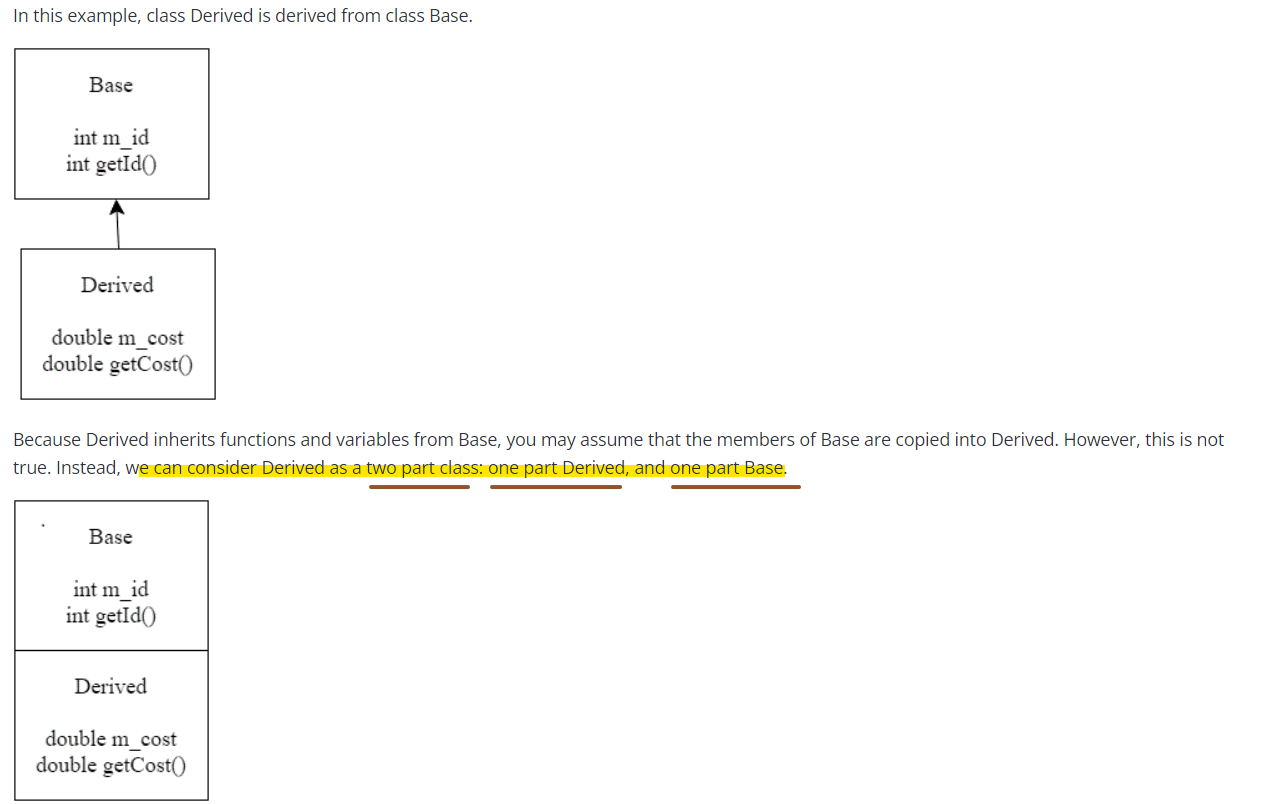 In this example, class Derived is derived from class Base.
Base
int m_id
int getId()
Derived
double m_cost
double getCost()
Because Derived inherits functions and variables from Base, you may assume that the members of Base are copied into Derived. However, this is not
true. Instead, we can consider Derived as a two part class: one part Derived, and one part Base.
Base
int m_id
int getId()
Derived
double m_cost
double getCost()